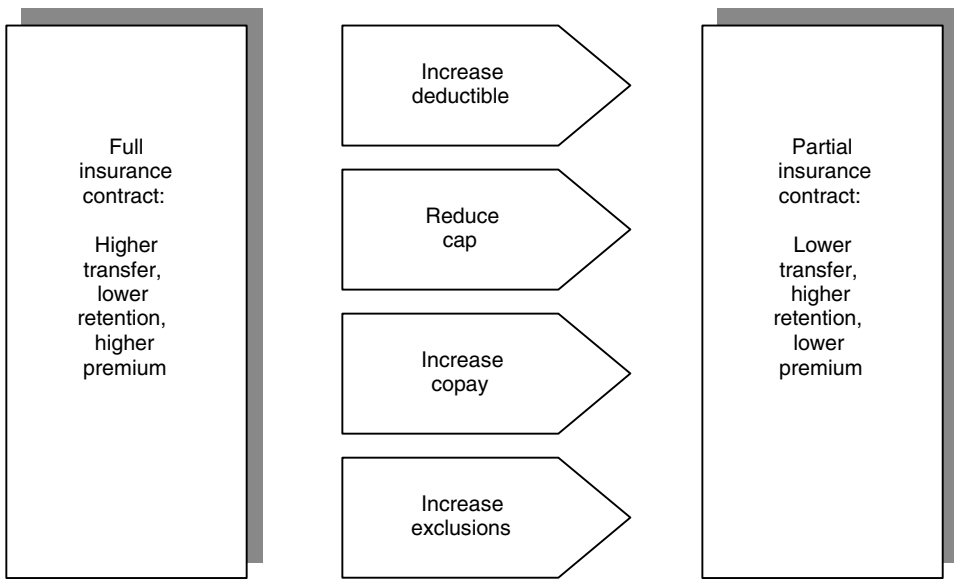 Full
insurance
contract:
Higher
transfer,
lower
retention,
higher
premium
Increase
deductible
Reduce
cap
Increase
copay
Increase
exclusions
Partial
insurance
contract:
Lower
transfer,
higher
retention,
lower
premium